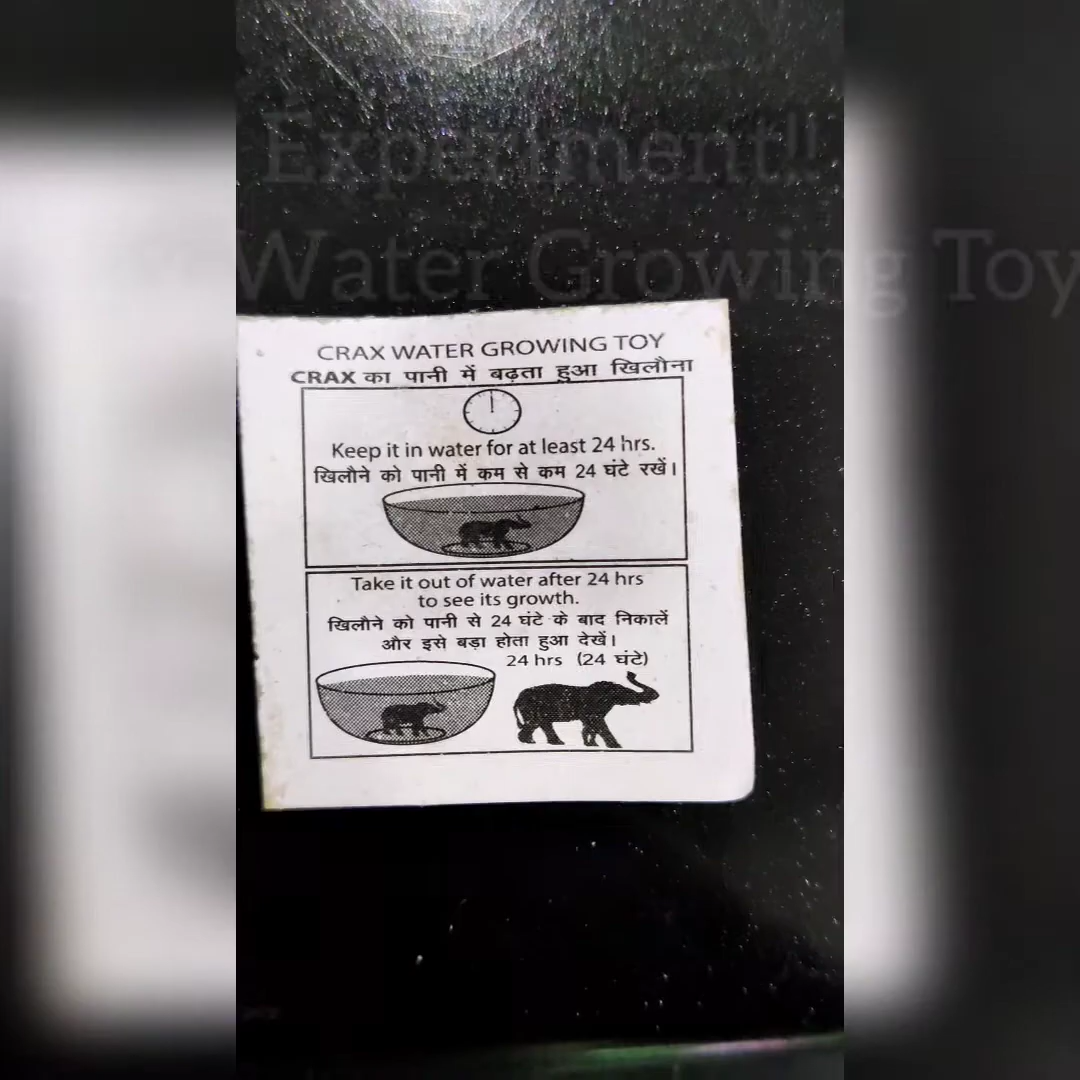 Experiment!!
Water Growing Toy
CRAX WATER GROWING TOY
CRAX का पानी में बढ़ता हुआ खिलौना
Keep it in water for at least 24 hrs.
खिलौने को पानी में कम से कम 24 घंटे रखें।
Take it out of water after 24 hrs
to see its growth.
खिलौने को पानी से 24 घंटे के बाद निकालें
और इसे बड़ा होता हुआ देखें।
24 hrs (24 घंटे)